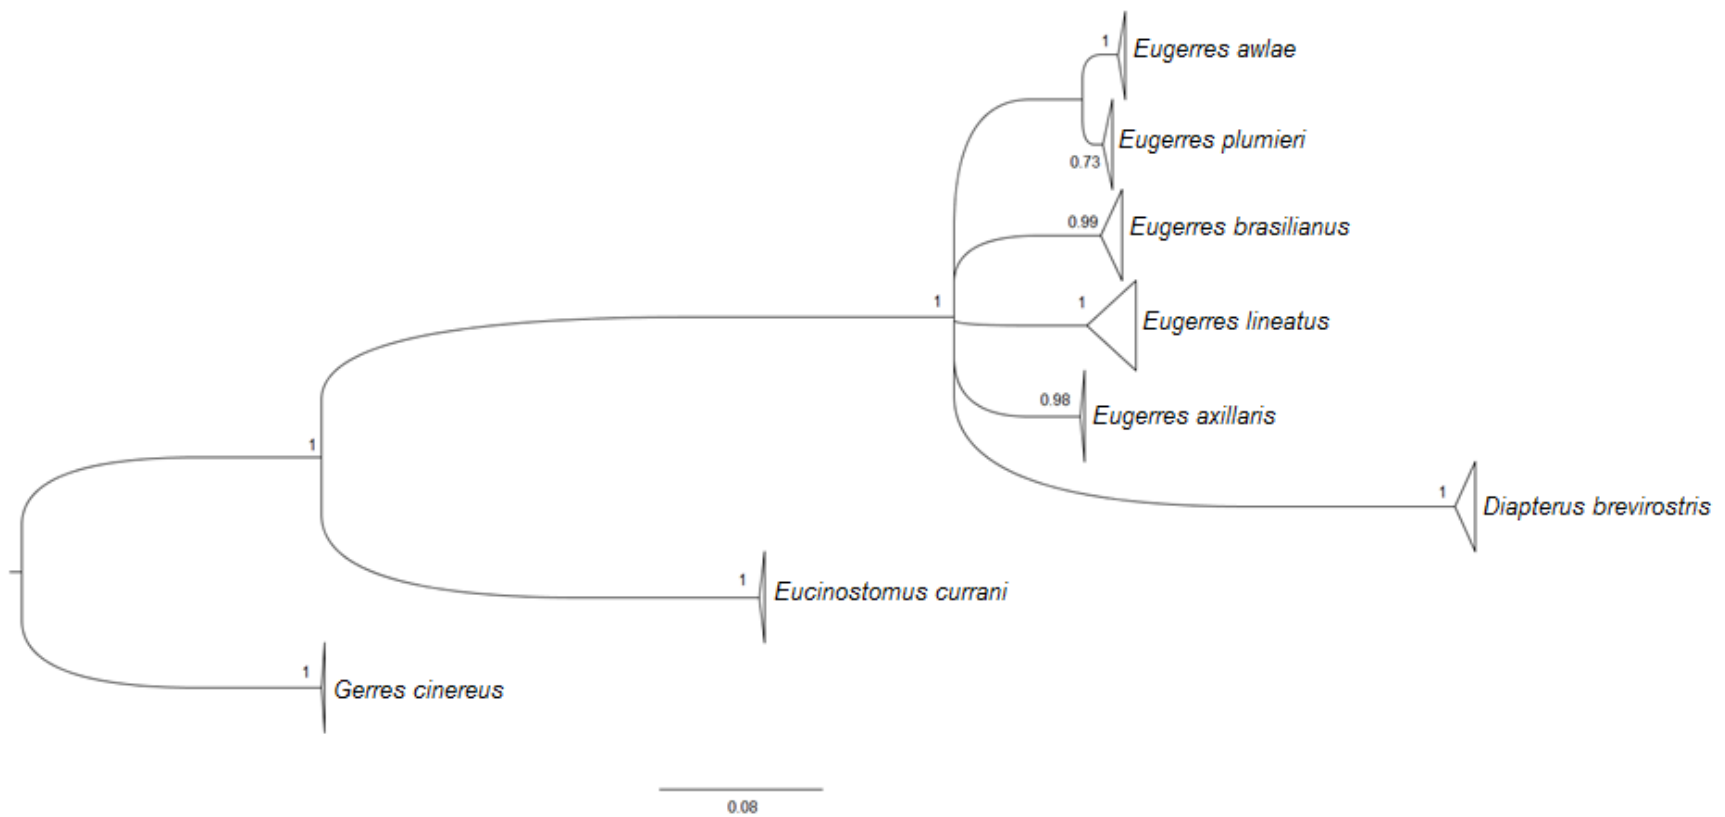 1
Eugerres awlae
Eugerres plumieri
0.73
0.99
Eugerres brasilianus
1
1
Eugerres lineatus
0.98
Eugerres axillaris
1
1
Diapterus brevirostris
1
Eucinostomus currani
1
Gerres cinereus
0.08